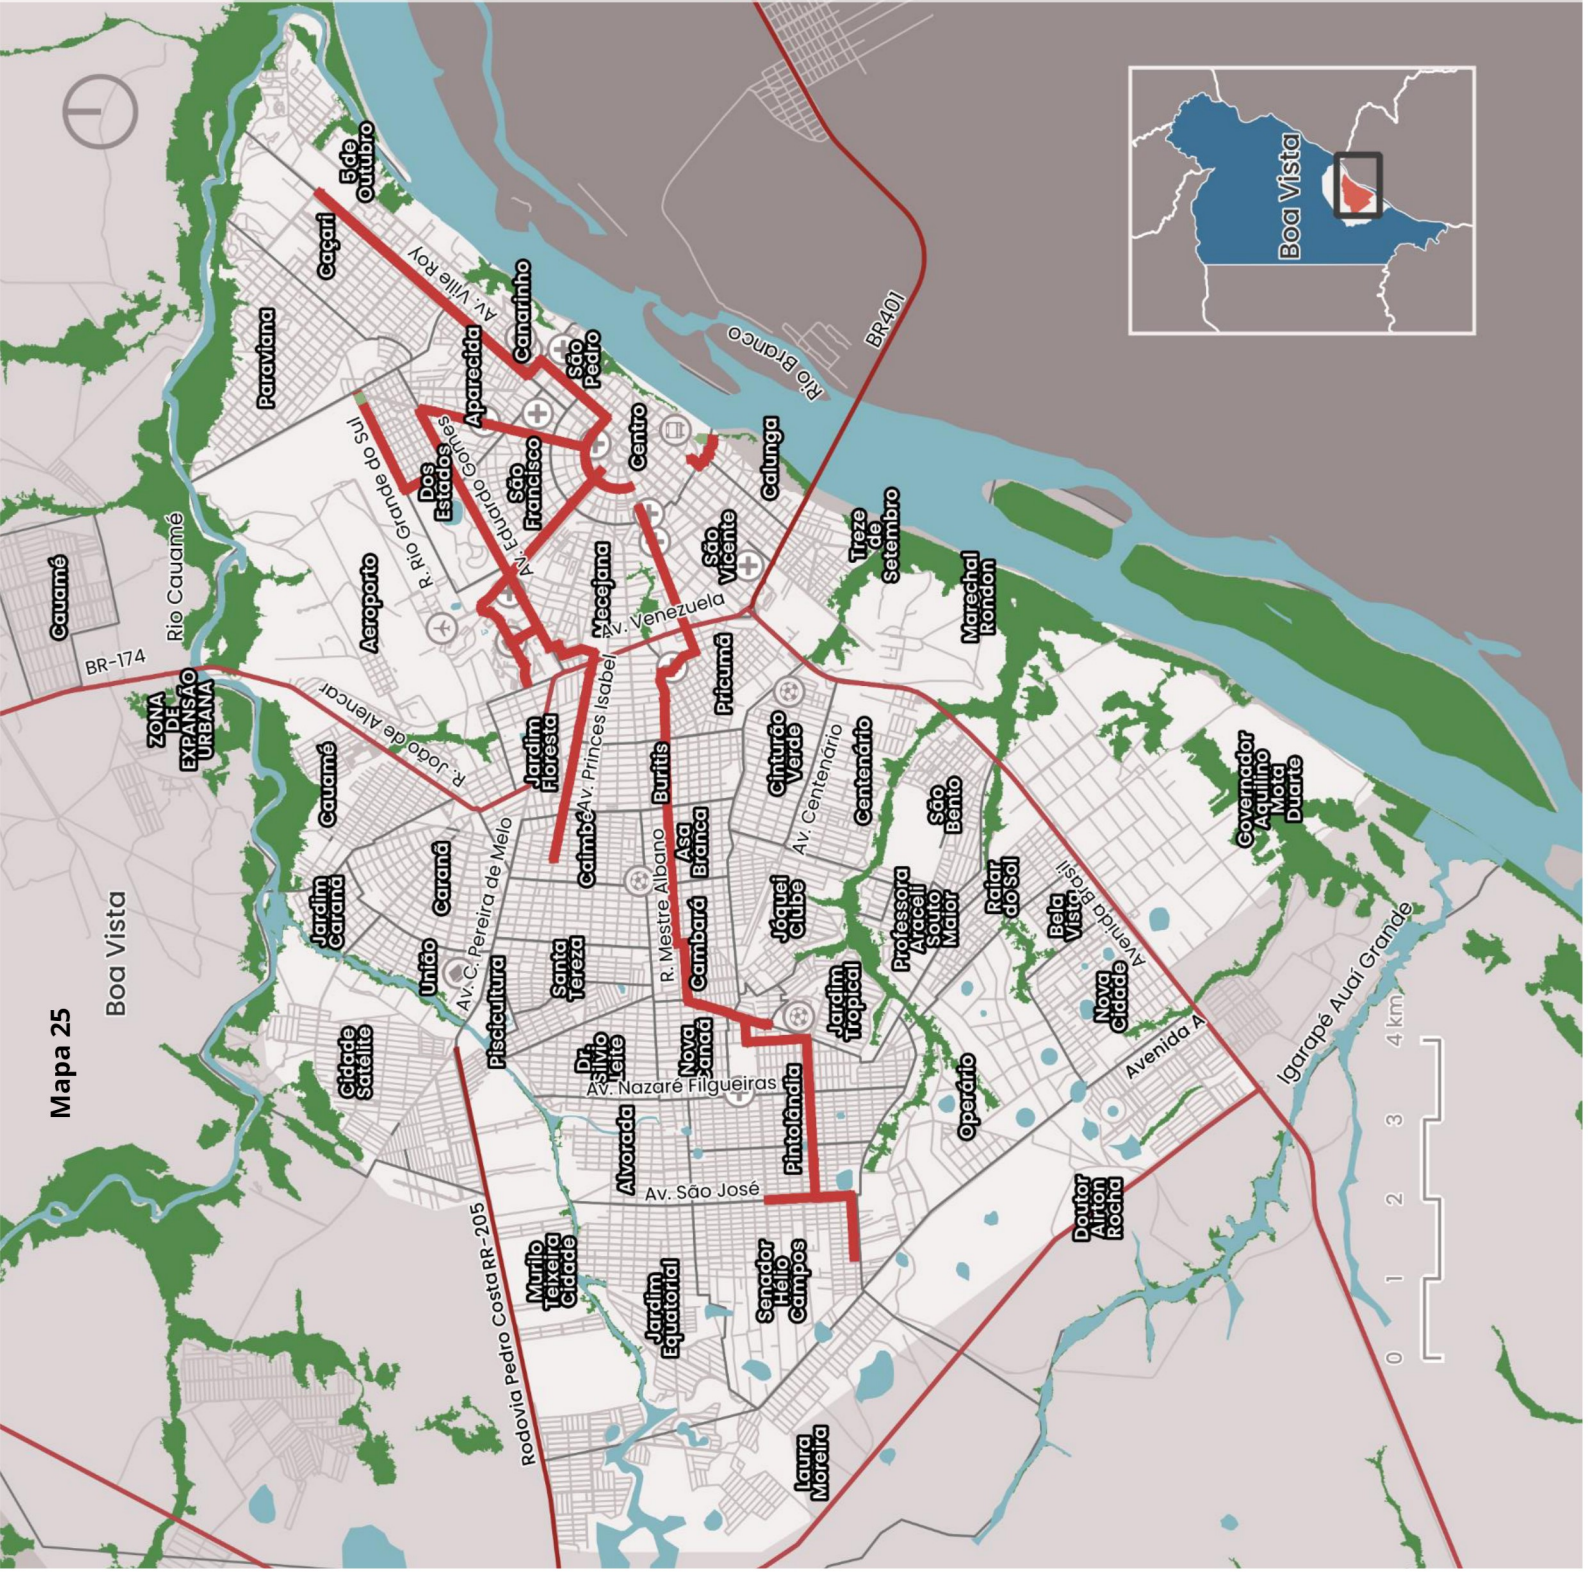 Mapa 25
Boa Vista
Cauamé
BR-174
Rio Cauamé
ZONA
DE
EXPANSÃO
URBANA
Paraviana
Caçari
5 de
Outubro
Av. Ville Roy
Canarinho
Aparecida
São
Pedro
Rio Branco
BR401
R. Rio Grande do Sul
Dos
Estados
Av. Eduardo Gomes
São
Francisco
Centro
Calunga
Aeroporto
Mecejana
São
Vicente
Av. Venezuela
Treze
de
Setembro
Marechal
Rondon
R. João de Alencar
Cauamé
Jardim
Floresta
Av. Princes Isabel
Pricumã
Buritis
Cinturão
Verde
Av. Centenário
Centenário
São
Bento
Governador
Aquilino
Mota
Duarte
Jardim
Caranã
Caranã
Av. C. Pereira de Melo
Caimbé
R. Mestre Albano
Asa
Branca
Cambará
Jóquei
Clube
Professora
Araceli
Souto
Maior
Raiar
do Sol
Bela
Vista
Avenida Brasil
União
Piscicultura
Santa
Tereza
Jardim
Tropical
Nova
Cidade
Avenida A
Igarapé Auaí Grande
Cidade
Satélite
Dr.
Silvio
Leite
Nova
Canaã
Av. Nazaré Filgueiras
Pintolândia
Operário
Alvorada
Av. São José
Doutor
Airton
Rocha
Rodovia Pedro Costa RR-205
Murilo
Teixeira
Cidade
Jardim
Equatorial
Senador
Hélio
Campos
Laura
Moreira
0 1 2 3 4 km
Boa Vista